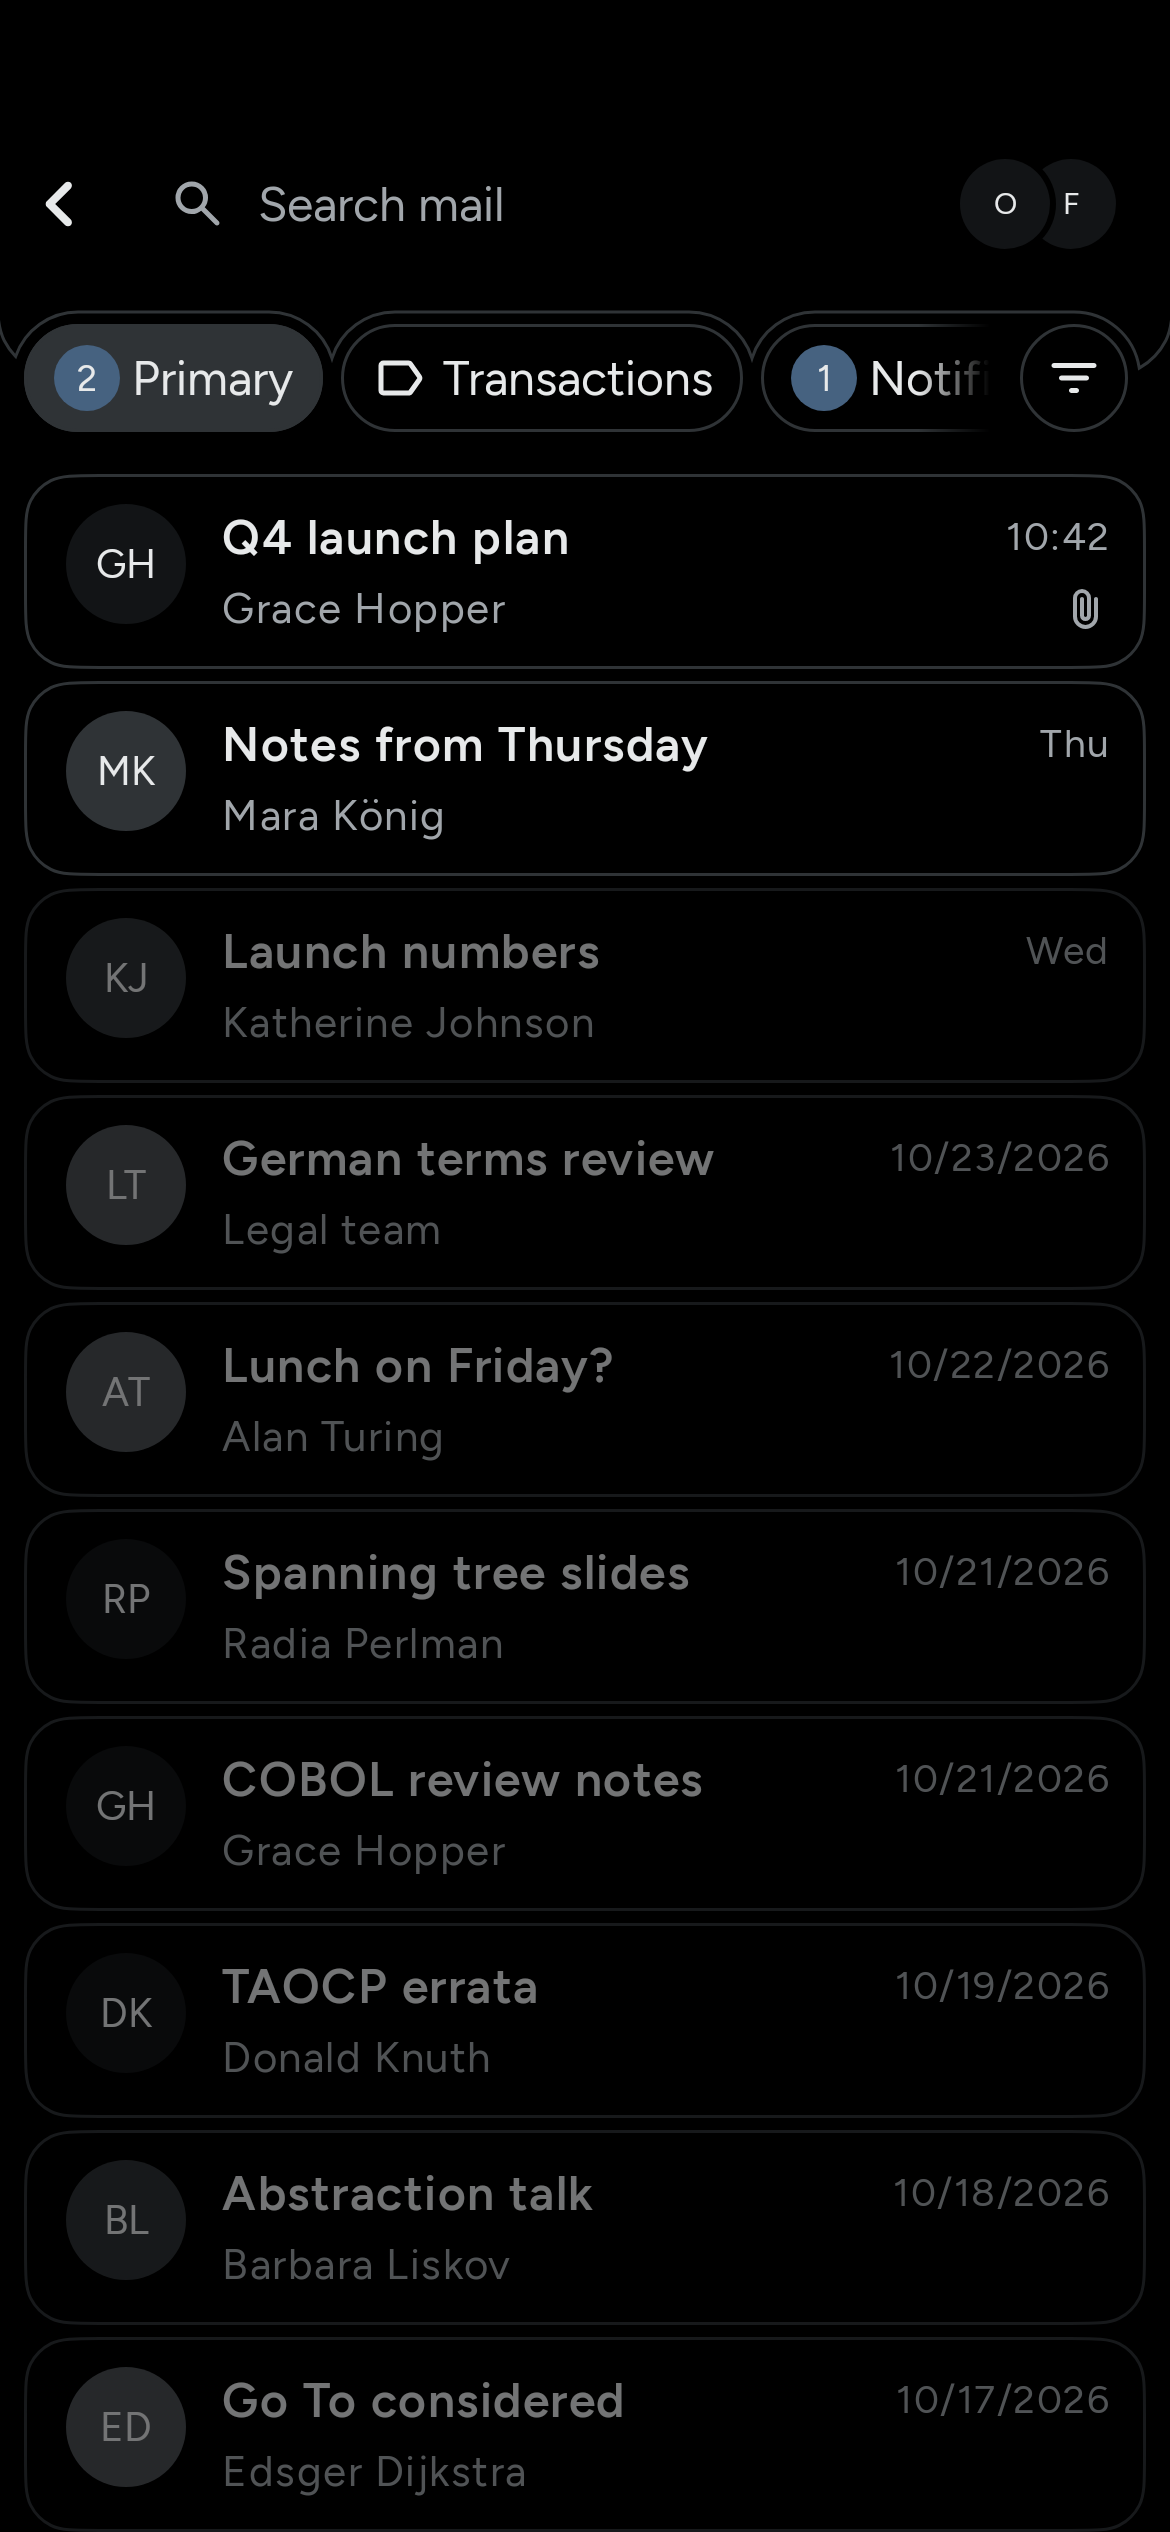 Search mail
O F
2 Primary
Transactions
1 Notifi
GH
Q4 launch plan
10:42
Grace Hopper
MK
Notes from Thursday
Thu
Mara König
KJ
Launch numbers
Wed
Katherine Johnson
LT
German terms review
10/23/2026
Legal team
AT
Lunch on Friday?
10/22/2026
Alan Turing
RP
Spanning tree slides
10/21/2026
Radia Perlman
GH
COBOL review notes
10/21/2026
Grace Hopper
DK
TAOCP errata
10/19/2026
Donald Knuth
BL
Abstraction talk
10/18/2026
Barbara Liskov
ED
Go To considered
10/17/2026
Edsger Dijkstra